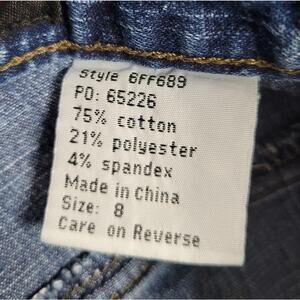 Style 6FF689
PO: 65226
75% cotton
21% polyester
4% spandex
Made in China
Size: 8
Care on Reverse